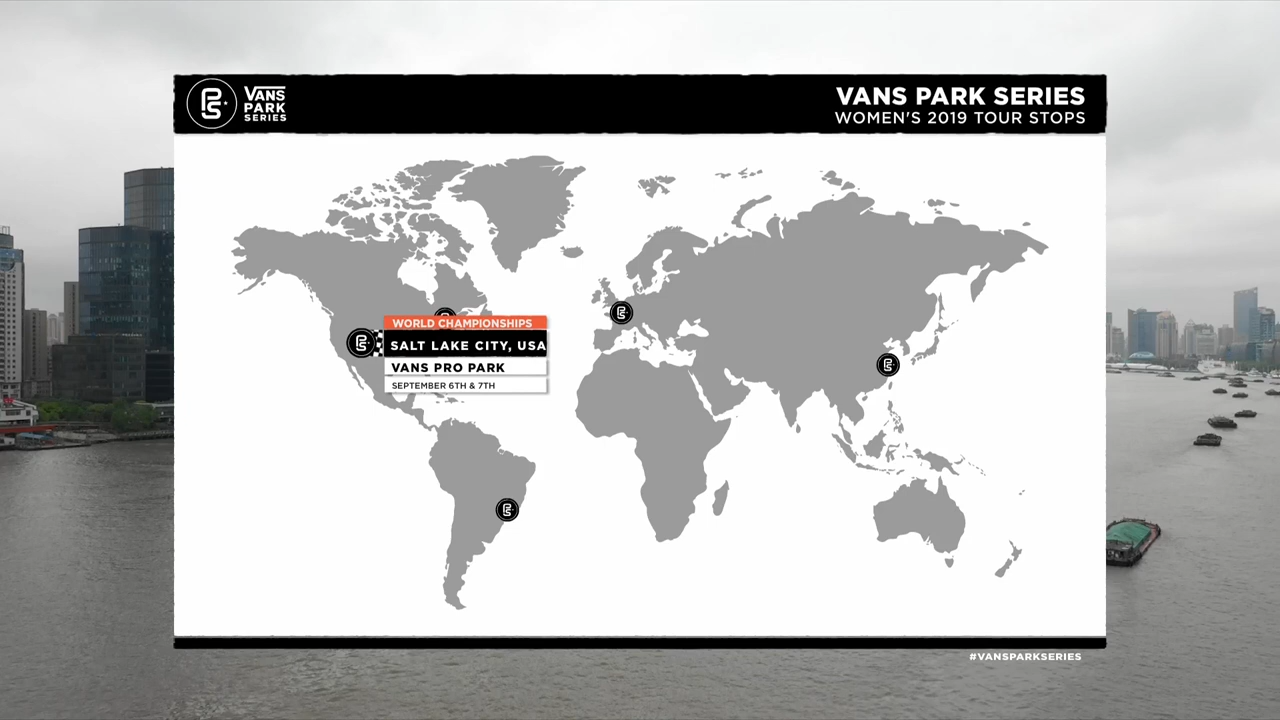 VANS
PARK
SERIES
VANS PARK SERIES
WOMEN'S 2019 TOUR STOPS
WORLD CHAMPIONSHIPS
SALT LAKE CITY, USA
VANS PRO PARK
SEPTEMBER 6TH & 7TH
#VANSPARKSERIES